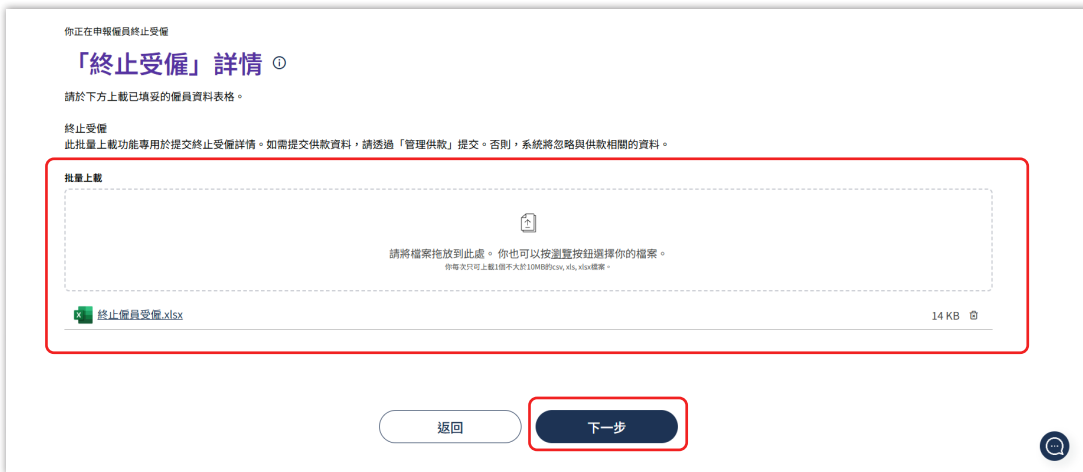 你正在申報僱員終止受僱
「終止受僱」詳情
請於下方上載已填妥的僱員資料表格。
終止受僱
此批量上載功能專用於提交終止受僱詳情。如需提交供款資料，請透過「管理供款」提交。否則，系統將忽略與供款相關的資料。
批量上載
請將檔案拖放到此處。 你也可以按瀏覽按鈕選擇你的檔案。
你每次只可上載1個不大於10MB的csv, xls, xlsx檔案。
終止僱員受僱.xlsx
14 KB
返回
下一步